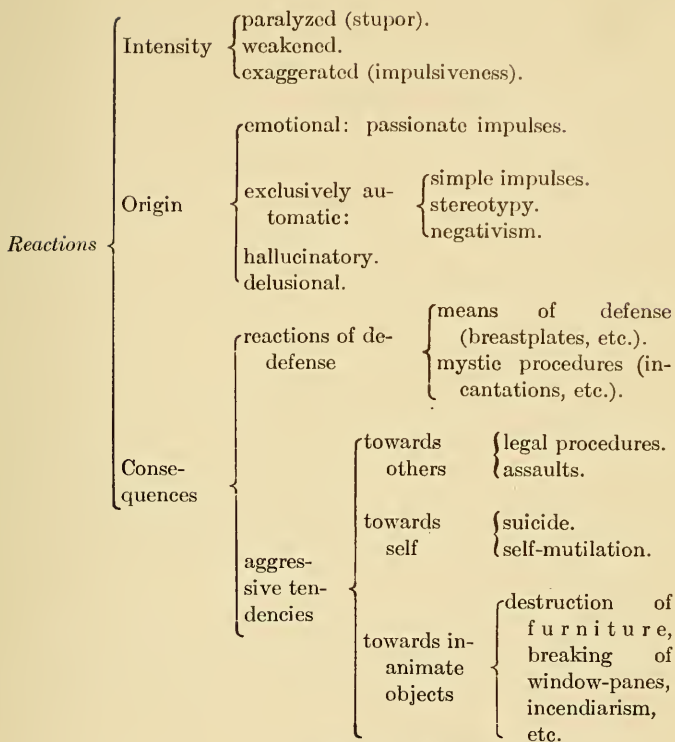 Reactions
Intensity
paralyzed (stupor).
weakened.
exaggerated (impulsiveness).
Origin
emotional: passionate impulses.
exclusively au-
tomatic:
simple impulses.
stereotypy.
negativism.
hallucinatory.
delusional.
Conse-
quences
reactions of de-
defense
means of defense
(breastplates, etc.).
mystic procedures (in-
cantations, etc.).
aggres-
sive ten-
dencies
towards
others
legal procedures.
assaults.
towards
self
suicide.
self-mutilation.
towards in-
animate
objects
destruction of
furniture,
breaking of
window-panes,
incendiarism,
etc.